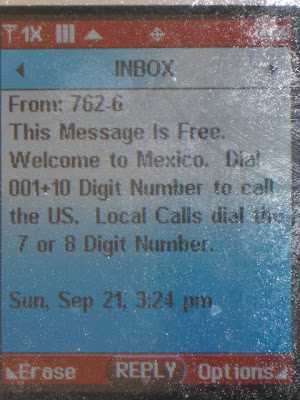 1X
INBOX
From: 762-6
This Message Is Free.
Welcome to Mexico. Dial
001+10 Digit Number to call
the US. Local Calls dial the
7 or 8 Digit Number.
Sun, Sep 21, 3:24 pm
Erase REPLY Options